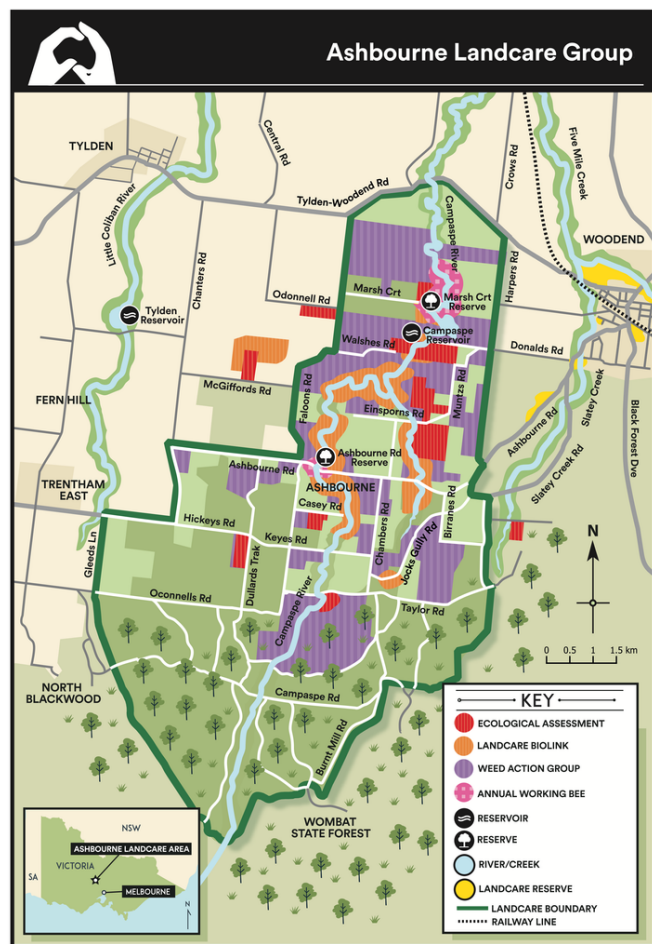 Ashbourne Landcare Group
TYLDEN
Central Rd
Crows Rd
Five Mile Creek
Tylden-Woodend Rd
Little Coliban River
Campaspe River
WOODEND
Chanters Rd
Harpers Rd
Marsh Crt
Odonnell Rd
Marsh Crt
Reserve
Tylden
Reservoir
Campaspe
Reservoir
Walshes Rd
Donalds Rd
McGiffords Rd
Faloons Rd
Muntzs Rd
FERN HILL
Einsporns Rd
Ashbourne Rd
Slatey Creek
Black Forest Dve
Ashbourne Rd
Reserve
Ashbourne Rd
Slatey Creek Rd
TRENTHAM
EAST
ASHBOURNE
Casey Rd
Hickeys Rd
Chambers Rd
Birranes Rd
Gleeds Ln
Keyes Rd
Jocks Gully Rd
Dullards Trak
N
Oconnells Rd
Campaspe River
Taylor Rd
0 0.5 1 1.5 km
NORTH
BLACKWOOD
Campaspe Rd
Burnt Mill Rd
WOMBAT
STATE FOREST
KEY
ECOLOGICAL ASSESSMENT
LANDCARE BIOLINK
WEED ACTION GROUP
ANNUAL WORKING BEE
RESERVOIR
RESERVE
RIVER/CREEK
LANDCARE RESERVE
LANDCARE BOUNDARY
RAILWAY LINE
NSW
ASHBOURNE LANDCARE AREA
VICTORIA
SA
MELBOURNE
N